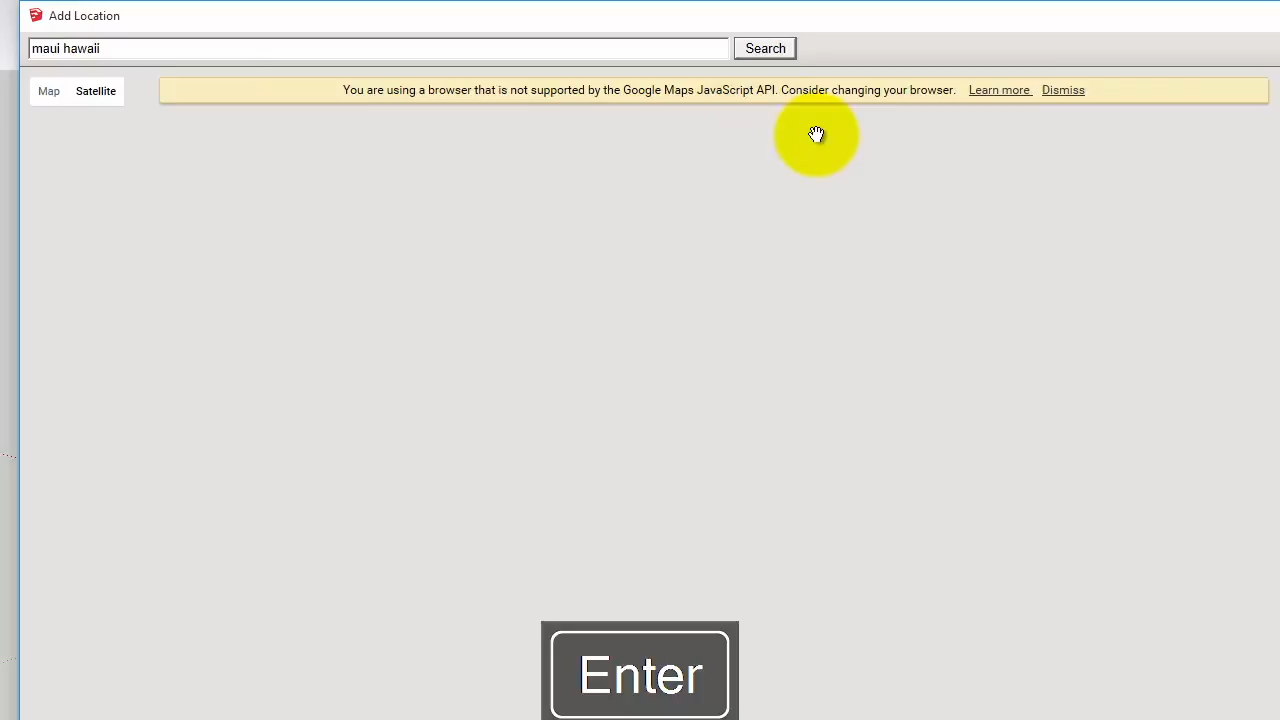 Add Location
maui hawaii
Search
Map Satellite
You are using a browser that is not supported by the Google Maps JavaScript API. Consider changing your browser. Learn more Dismiss
Enter